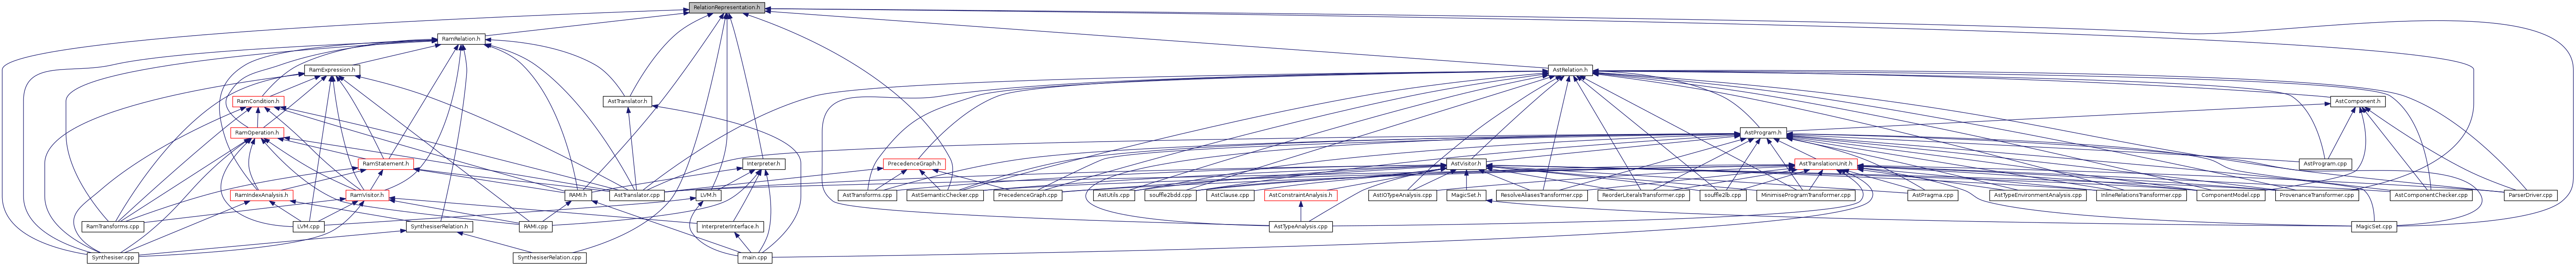 RelationRepresentation.h
RamRelation.h
RamExpression.h
AstRelation.h
RamCondition.h
AstTranslator.h
AstComponent.h
RamOperation.h
AstProgram.h
RamStatement.h
Interpreter.h
PrecedenceGraph.h
AstVisitor.h
AstTranslationUnit.h
AstProgram.cpp
RamIndexAnalysis.h
RamVisitor.h
RAMI.h
AstTranslator.cpp
LVM.h
AstTransforms.cpp
AstSemanticChecker.cpp
PrecedenceGraph.cpp
AstUtils.cpp
souffle2bdd.cpp
AstClause.cpp
AstConstraintAnalysis.h
AstIOTypeAnalysis.cpp
MagicSet.h
ResolveAliasesTransformer.cpp
ReorderLiteralsTransformer.cpp
souffle2lb.cpp
MinimiseProgramTransformer.cpp
AstPragma.cpp
AstTypeEnvironmentAnalysis.cpp
InlineRelationsTransformer.cpp
ComponentModel.cpp
ProvenanceTransformer.cpp
AstComponentChecker.cpp
ParserDriver.cpp
RamTransforms.cpp
LVM.cpp
SynthesiserRelation.h
RAMI.cpp
InterpreterInterface.h
AstTypeAnalysis.cpp
MagicSet.cpp
Synthesiser.cpp
SynthesiserRelation.cpp
main.cpp